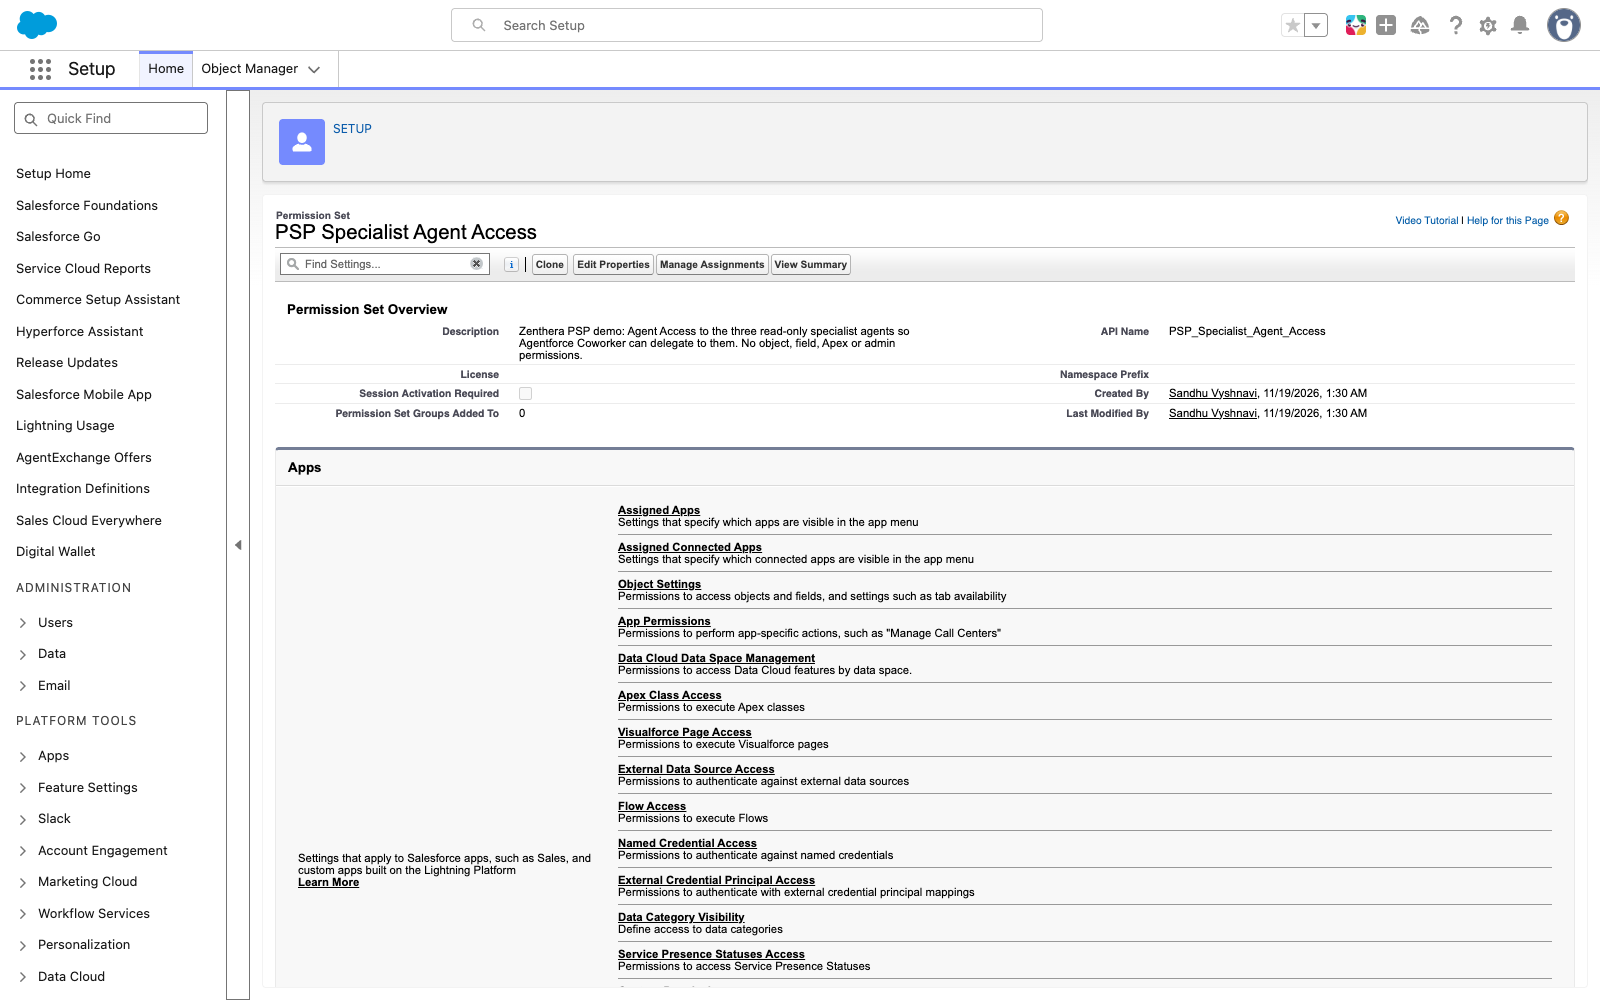 Search Setup
Setup
Home
Object Manager
Quick Find
Setup Home
Salesforce Foundations
Salesforce Go
Service Cloud Reports
Commerce Setup Assistant
Hyperforce Assistant
Release Updates
Salesforce Mobile App
Lightning Usage
AgentExchange Offers
Integration Definitions
Sales Cloud Everywhere
Digital Wallet
ADMINISTRATION
Users
Data
Email
PLATFORM TOOLS
Apps
Feature Settings
Slack
Account Engagement
Marketing Cloud
Workflow Services
Personalization
Data Cloud
SETUP
Permission Set
PSP Specialist Agent Access
Video Tutorial | Help for this Page
Find Settings...
Clone
Edit Properties
Manage Assignments
View Summary
Permission Set Overview
Description
Zenthera PSP demo: Agent Access to the three read-only specialist agents so
Agentforce Coworker can delegate to them. No object, field, Apex or admin
permissions.
API Name
PSP_Specialist_Agent_Access
License
Namespace Prefix
Session Activation Required
Created By
Sandhu Vyshnavi, 11/19/2026, 1:30 AM
Permission Set Groups Added To
0
Last Modified By
Sandhu Vyshnavi, 11/19/2026, 1:30 AM
Apps
Settings that apply to Salesforce apps, such as Sales, and
custom apps built on the Lightning Platform
Learn More
Assigned Apps
Settings that specify which apps are visible in the app menu
Assigned Connected Apps
Settings that specify which connected apps are visible in the app menu
Object Settings
Permissions to access objects and fields, and settings such as tab availability
App Permissions
Permissions to perform app-specific actions, such as "Manage Call Centers"
Data Cloud Data Space Management
Permissions to access Data Cloud features by data space.
Apex Class Access
Permissions to execute Apex classes
Visualforce Page Access
Permissions to execute Visualforce pages
External Data Source Access
Permissions to authenticate against external data sources
Flow Access
Permissions to execute Flows
Named Credential Access
Permissions to authenticate against named credentials
External Credential Principal Access
Permissions to authenticate with external credential principal mappings
Data Category Visibility
Define access to data categories
Service Presence Statuses Access
Permissions to access Service Presence Statuses